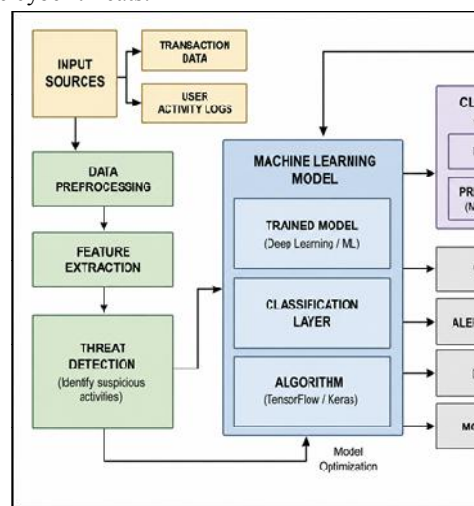 INPUT
SOURCES
TRANSACTION
DATA
USER
ACTIVITY LOGS
DATA
PREPROCESSING
FEATURE
EXTRACTION
THREAT
DETECTION
(Identify suspicious
activities)
MACHINE LEARNING
MODEL
TRAINED MODEL
(Deep Learning / ML)
CLASSIFICATION
LAYER
ALGORITHM
(TensorFlow / Keras)
Model
Optimization